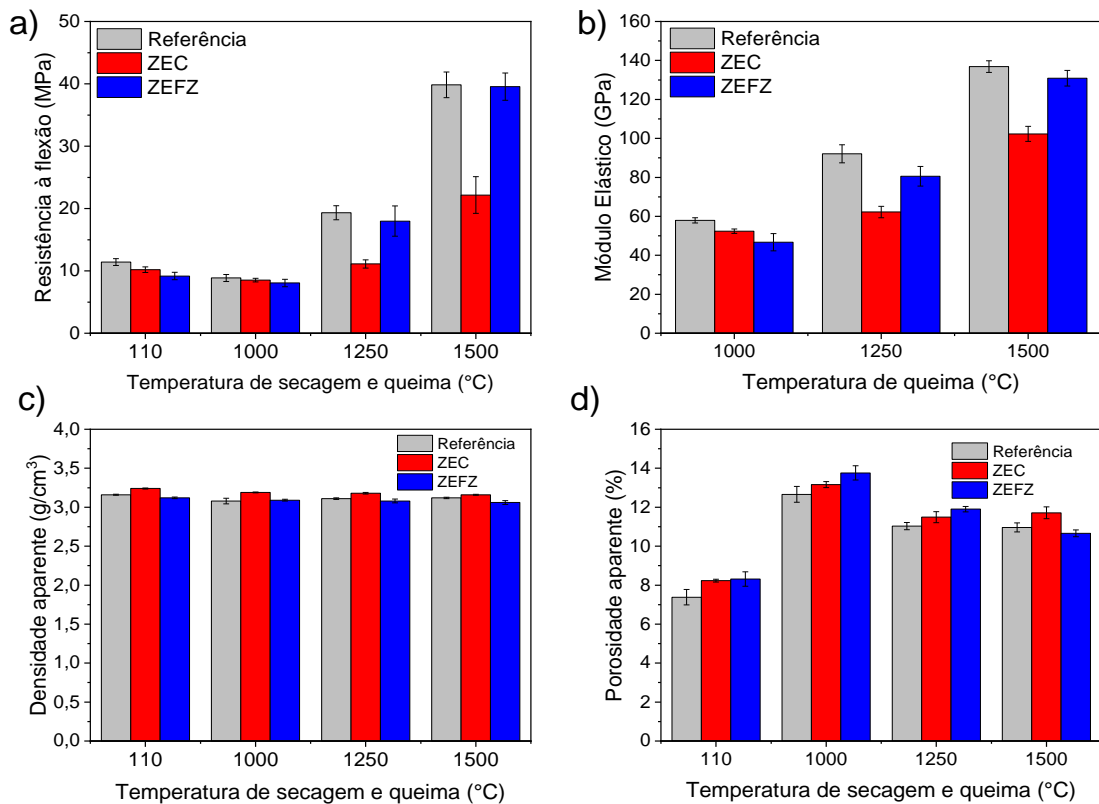 a)
Resistência à flexão (MPa)
50
40
30
20
10
0
Referência
ZEC
ZEFZ
110 1000 1250 1500
Temperatura de secagem e queima (°C)
b)
Módulo Elástico (GPa)
160
140
120
100
80
60
40
20
0
Referência
ZEC
ZEFZ
1000 1250 1500
Temperatura de queima (°C)
c)
Densidade aparente (g/cm³)
4,0
3,5
3,0
2,5
2,0
1,5
1,0
0,5
0,0
Referência
ZEC
ZEFZ
110 1000 1250 1500
Temperatura de secagem e queima (°C)
d)
Porosidade aparente (%)
16
14
12
10
8
6
4
2
0
Referência
ZEC
ZEFZ
110 1000 1250 1500
Temperatura de secagem e queima (°C)